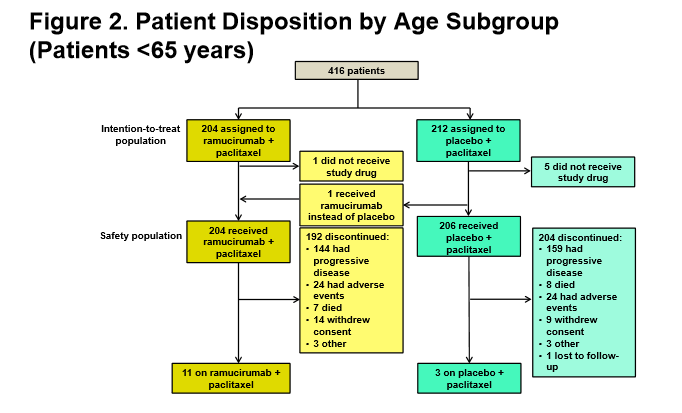 Figure 2. Patient Disposition by Age Subgroup
(Patients <65 years)
416 patients
Intention-to-treat
population
204 assigned to
ramucirumab +
paclitaxel
212 assigned to
placebo +
paclitaxel
1 did not receive
study drug
5 did not receive
study drug
1 received
ramucirumab
instead of placebo
Safety population
204 received
ramucirumab +
paclitaxel
206 received
placebo +
paclitaxel
192 discontinued:
• 144 had
progressive
disease
• 24 had adverse
events
• 7 died
• 14 withdrew
consent
• 3 other
204 discontinued:
• 159 had
progressive
disease
• 8 died
• 24 had adverse
events
• 9 withdrew
consent
• 3 other
• 1 lost to follow-
up
11 on ramucirumab +
paclitaxel
3 on placebo +
paclitaxel